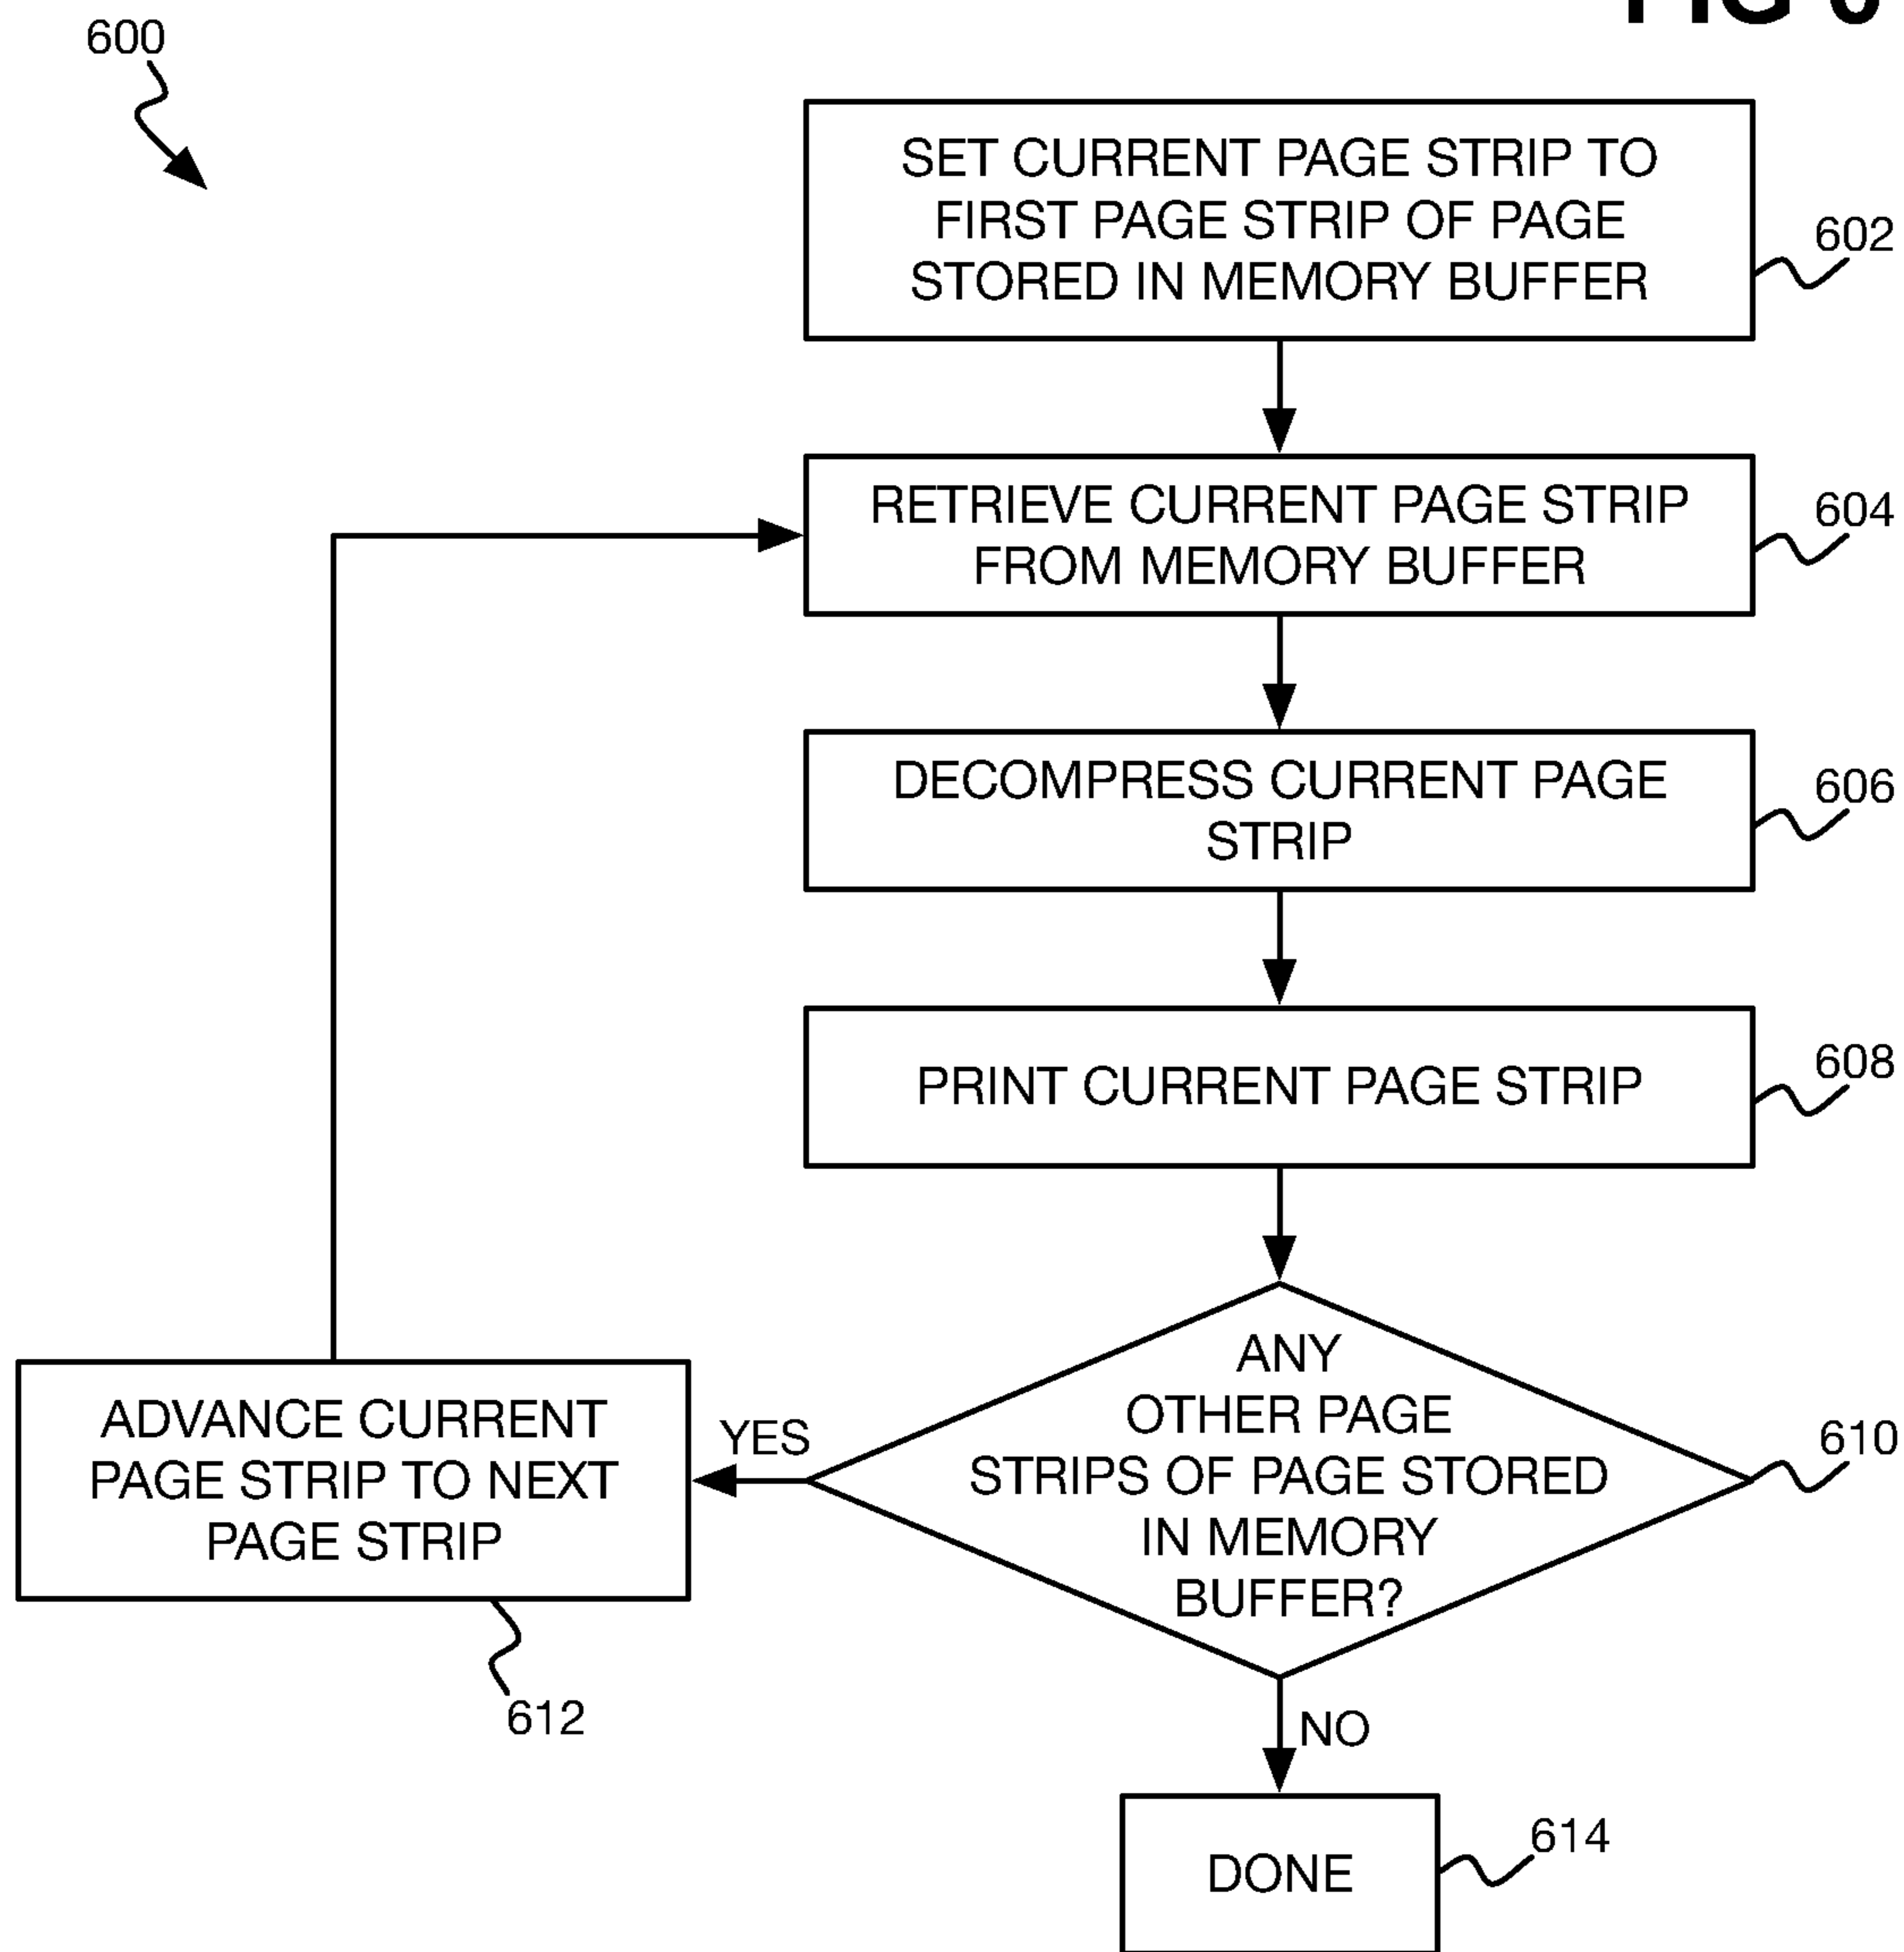 600
SET CURRENT PAGE STRIP TO
FIRST PAGE STRIP OF PAGE
STORED IN MEMORY BUFFER
602
RETRIEVE CURRENT PAGE STRIP
FROM MEMORY BUFFER
604
DECOMPRESS CURRENT PAGE
STRIP
606
PRINT CURRENT PAGE STRIP
608
ANY
OTHER PAGE
STRIPS OF PAGE STORED
IN MEMORY
BUFFER?
610
YES
ADVANCE CURRENT
PAGE STRIP TO NEXT
PAGE STRIP
612
NO
DONE
614